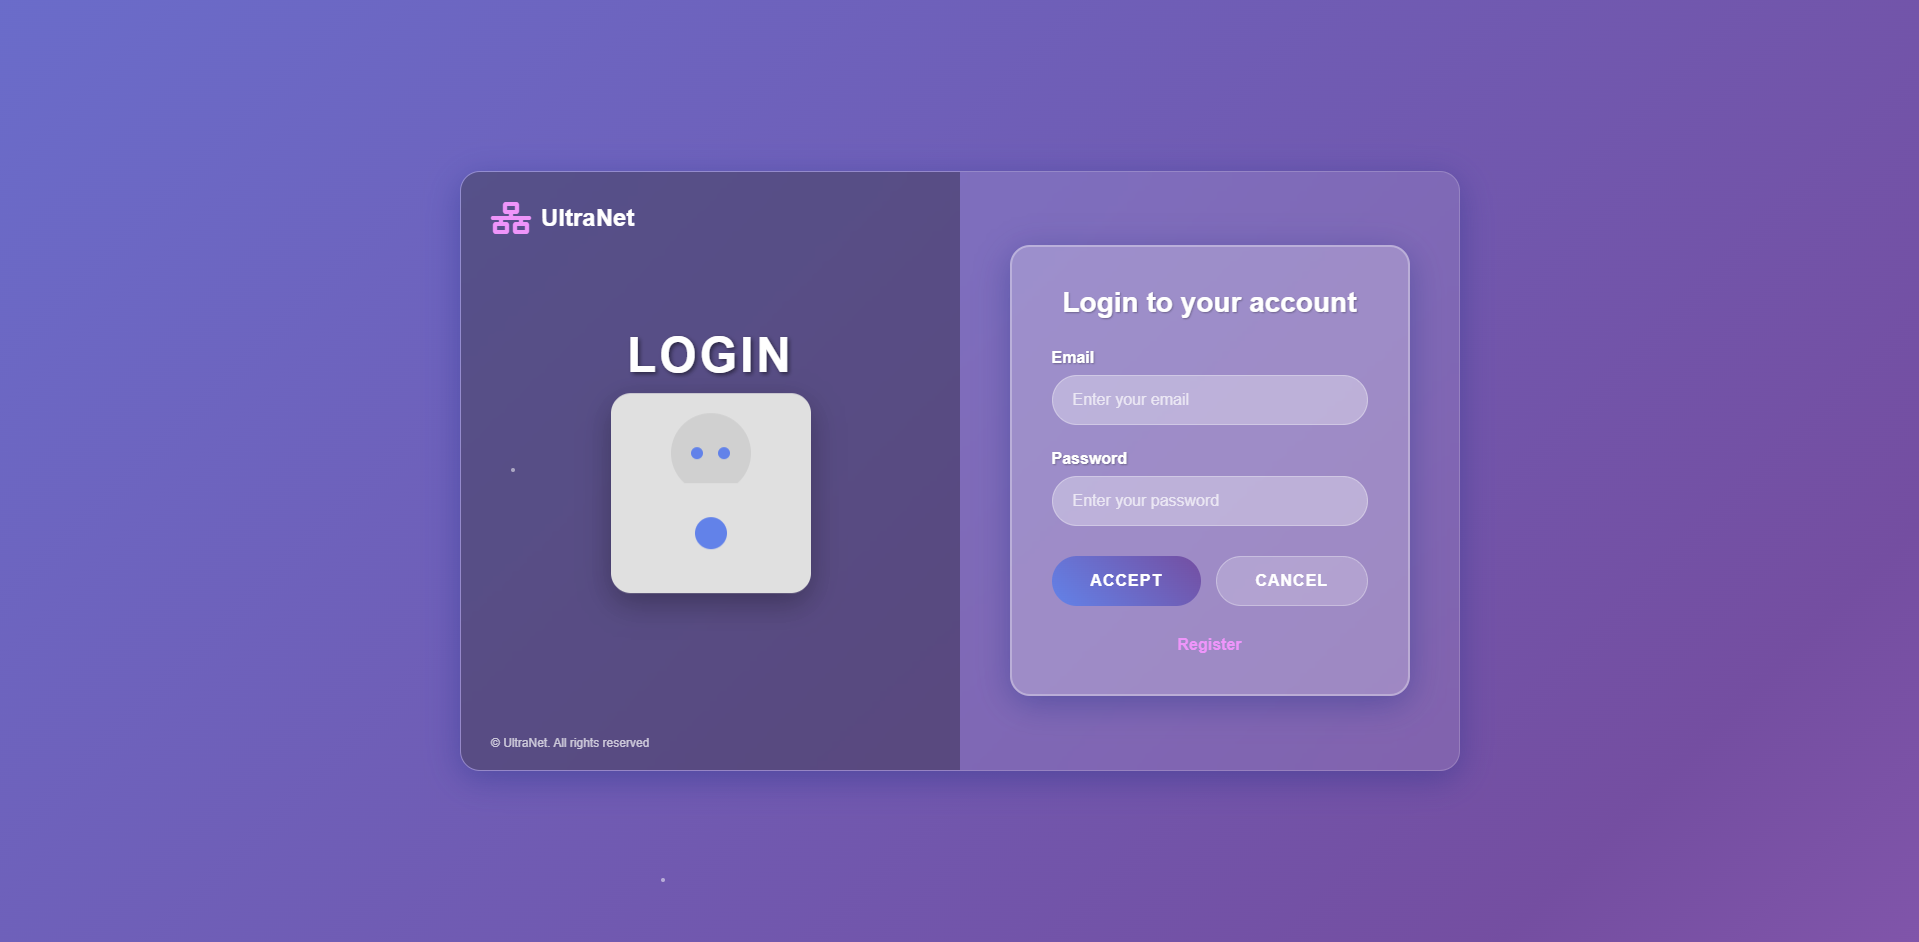 UltraNet
LOGIN
© UltraNet. All rights reserved
Login to your account
Email
Enter your email
Password
Enter your password
ACCEPT
CANCEL
Register